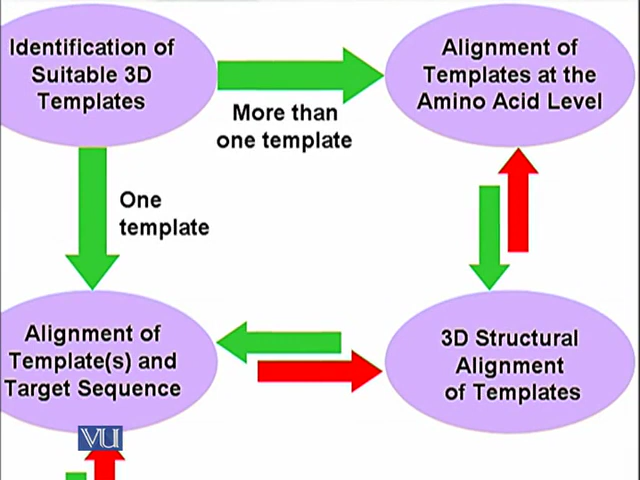 Identification of
Suitable 3D
Templates
More than
one template
Alignment of
Templates at the
Amino Acid Level
One
template
Alignment of
Template(s) and
Target Sequence
3D Structural
Alignment
of Templates
VU